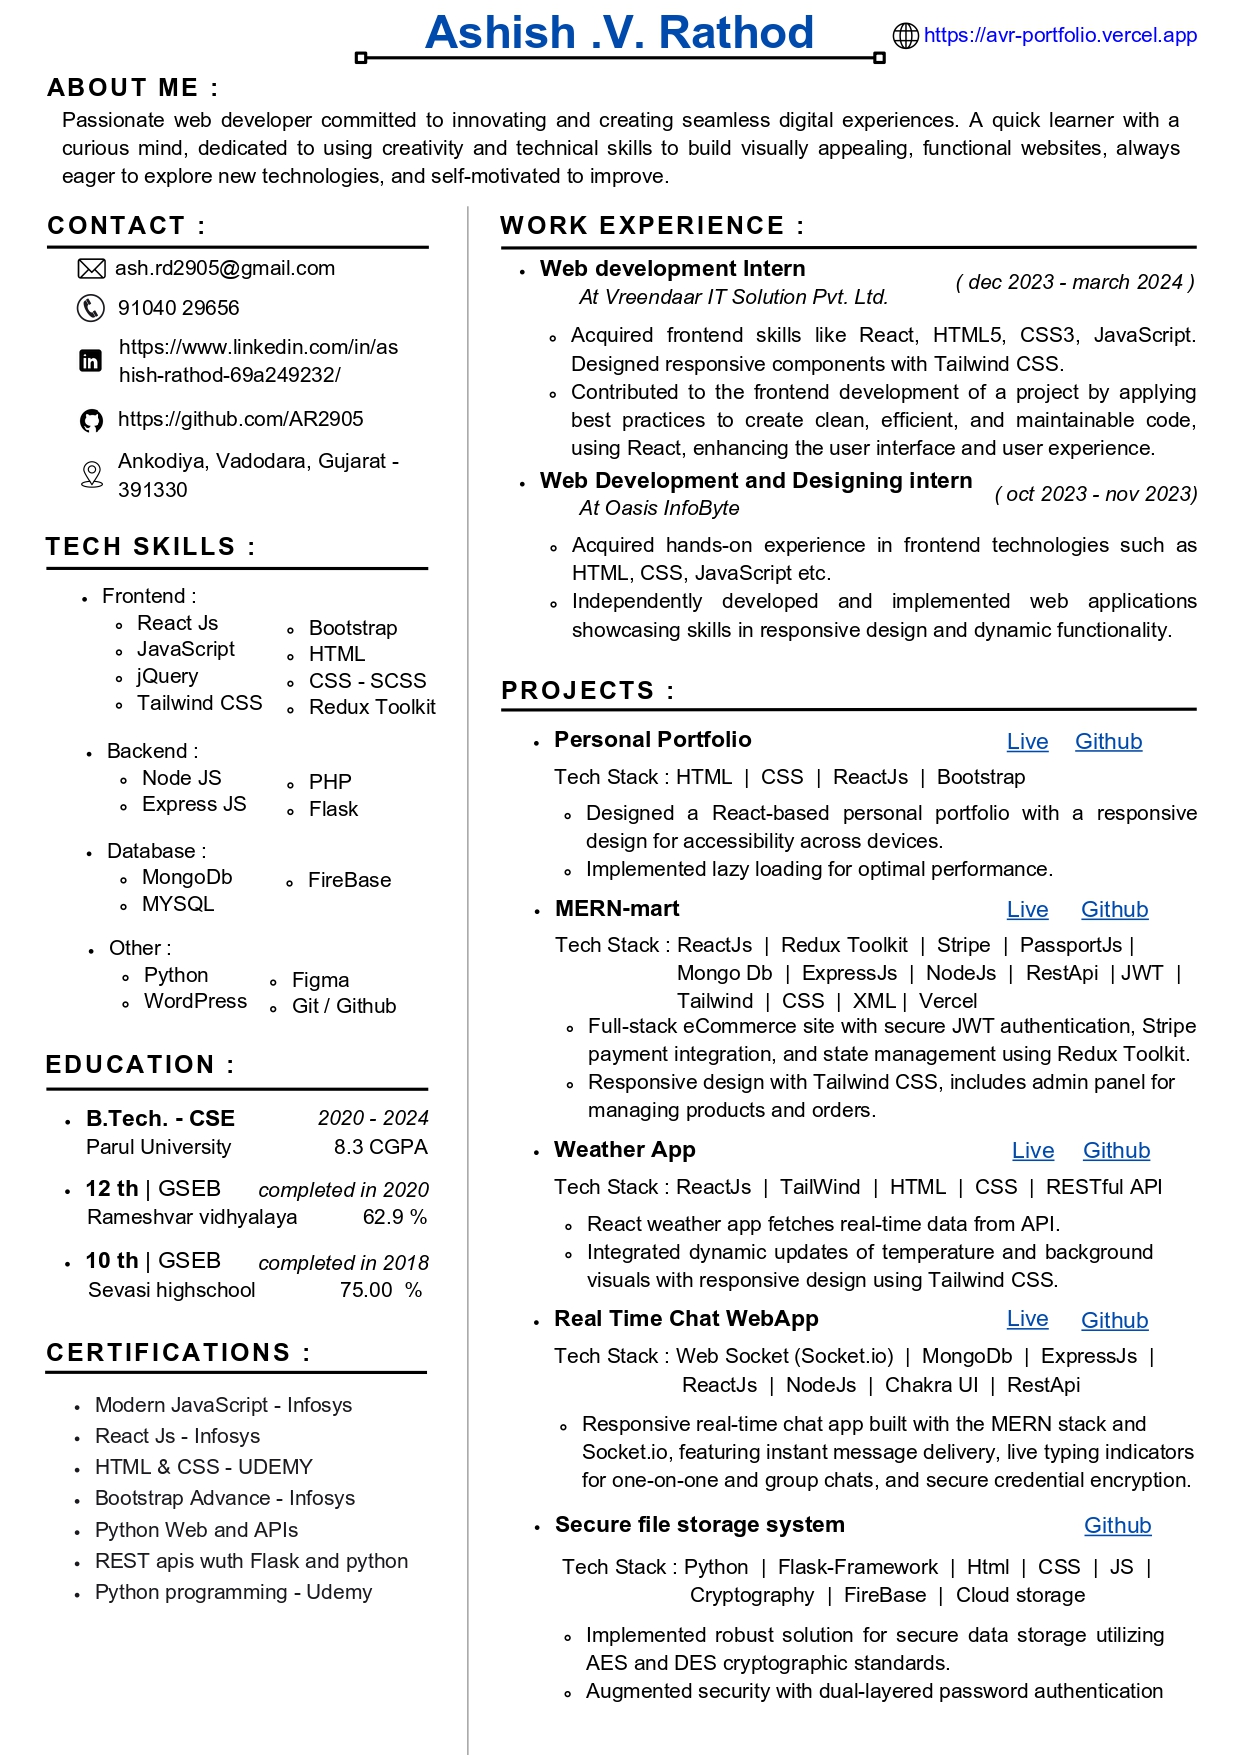 Ashish .V. Rathod
https://avr-portfolio.vercel.app
ABOUT ME :
Passionate web developer committed to innovating and creating seamless digital experiences. A quick learner with a
curious mind, dedicated to using creativity and technical skills to build visually appealing, functional websites, always
eager to explore new technologies, and self-motivated to improve.
CONTACT :
ash.rd2905@gmail.com
91040 29656
https://www.linkedin.com/in/as
hish-rathod-69a249232/
https://github.com/AR2905
Ankodiya, Vadodara, Gujarat -
391330
TECH SKILLS :
• Frontend :
React Js
JavaScript
jQuery
Tailwind CSS
Bootstrap
HTML
CSS - SCSS
Redux Toolkit
• Backend :
Node JS
Express JS
PHP
Flask
• Database :
MongoDb
MYSQL
FireBase
• Other :
Python
WordPress
Figma
Git / Github
EDUCATION :
• B.Tech. - CSE 2020 - 2024
Parul University 8.3 CGPA
• 12 th | GSEB completed in 2020
Rameshvar vidhyalaya 62.9 %
• 10 th | GSEB completed in 2018
Sevasi highschool 75.00 %
CERTIFICATIONS :
• Modern JavaScript - Infosys
• React Js - Infosys
• HTML & CSS - UDEMY
• Bootstrap Advance - Infosys
• Python Web and APIs
• REST apis wuth Flask and python
• Python programming - Udemy
WORK EXPERIENCE :
• Web development Intern
At Vreendaar IT Solution Pvt. Ltd.
( dec 2023 - march 2024 )
Acquired frontend skills like React, HTML5, CSS3, JavaScript.
Designed responsive components with Tailwind CSS.
Contributed to the frontend development of a project by applying
best practices to create clean, efficient, and maintainable code,
using React, enhancing the user interface and user experience.
• Web Development and Designing intern
At Oasis InfoByte
( oct 2023 - nov 2023)
Acquired hands-on experience in frontend technologies such as
HTML, CSS, JavaScript etc.
Independently developed and implemented web applications
showcasing skills in responsive design and dynamic functionality.
PROJECTS :
• Personal Portfolio Live Github
Tech Stack : HTML | CSS | ReactJs | Bootstrap
Designed a React-based personal portfolio with a responsive
design for accessibility across devices.
Implemented lazy loading for optimal performance.
• MERN-mart Live Github
Tech Stack : ReactJs | Redux Toolkit | Stripe | PassportJs |
Mongo Db | ExpressJs | NodeJs | RestApi | JWT |
Tailwind | CSS | XML | Vercel
Full-stack eCommerce site with secure JWT authentication, Stripe
payment integration, and state management using Redux Toolkit.
Responsive design with Tailwind CSS, includes admin panel for
managing products and orders.
• Weather App Live Github
Tech Stack : ReactJs | TailWind | HTML | CSS | RESTful API
React weather app fetches real-time data from API.
Integrated dynamic updates of temperature and background
visuals with responsive design using Tailwind CSS.
• Real Time Chat WebApp Live Github
Tech Stack : Web Socket (Socket.io) | MongoDb | ExpressJs |
ReactJs | NodeJs | Chakra UI | RestApi
Responsive real-time chat app built with the MERN stack and
Socket.io, featuring instant message delivery, live typing indicators
for one-on-one and group chats, and secure credential encryption.
• Secure file storage system Github
Tech Stack : Python | Flask-Framework | Html | CSS | JS |
Cryptography | FireBase | Cloud storage
Implemented robust solution for secure data storage utilizing
AES and DES cryptographic standards.
Augmented security with dual-layered password authentication